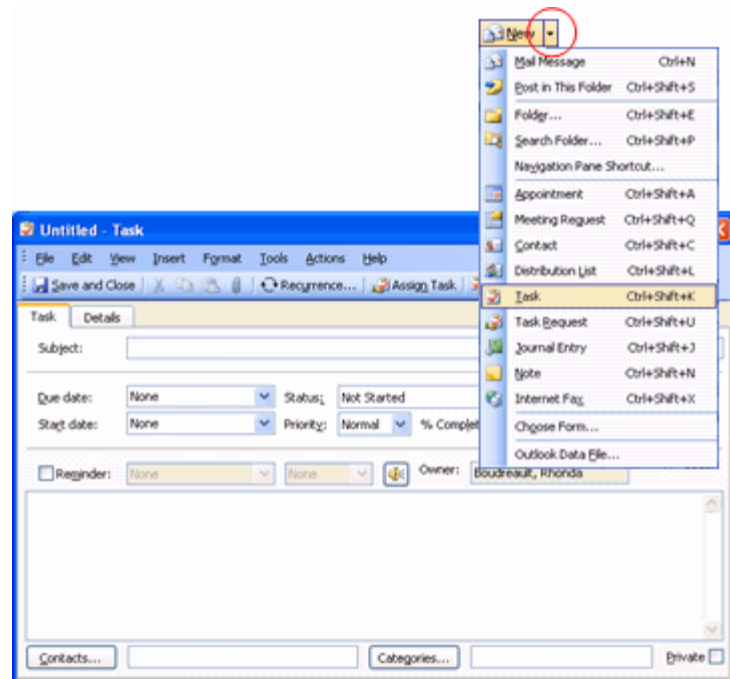 New
Mail Message Ctrl+N
Post in This Folder Ctrl+Shift+S
Folder... Ctrl+Shift+E
Search Folder... Ctrl+Shift+P
Navigation Pane Shortcut...
Appointment Ctrl+Shift+A
Meeting Request Ctrl+Shift+Q
Contact Ctrl+Shift+C
Distribution List Ctrl+Shift+L
Task Ctrl+Shift+K
Task Request Ctrl+Shift+U
Journal Entry Ctrl+Shift+J
Note Ctrl+Shift+N
Internet Fax Ctrl+Shift+X
Choose Form...
Outlook Data File...
Untitled - Task
File Edit View Insert Format Tools Actions Help
Save and Close Recurrence... Assign Task
Task Details
Subject:
Due date: None Status: Not Started
Start date: None Priority: Normal % Complet
Reminder: None None Owner: Boudreault, Rhonda
Contacts... Categories... Private